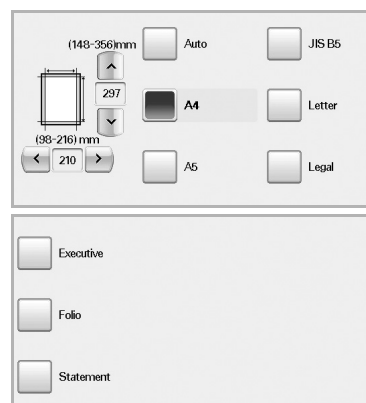 (148-356)mm
297
(98-216) mm
210
Auto
JIS B5
A4
Letter
A5
Legal
Executive
Folio
Statement